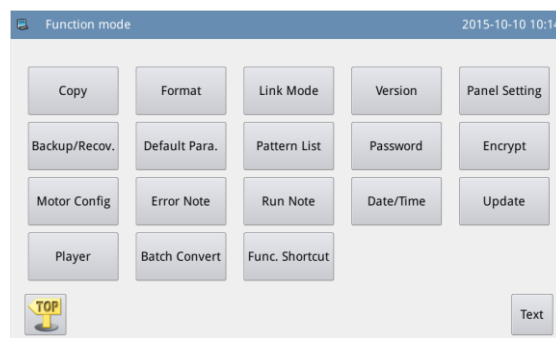 Function mode 2015-10-10 10:14
Copy Format Link Mode Version Panel Setting
Backup/Recov. Default Para. Pattern List Password Encrypt
Motor Config Error Note Run Note Date/Time Update
Player Batch Convert Func. Shortcut
TOP Text